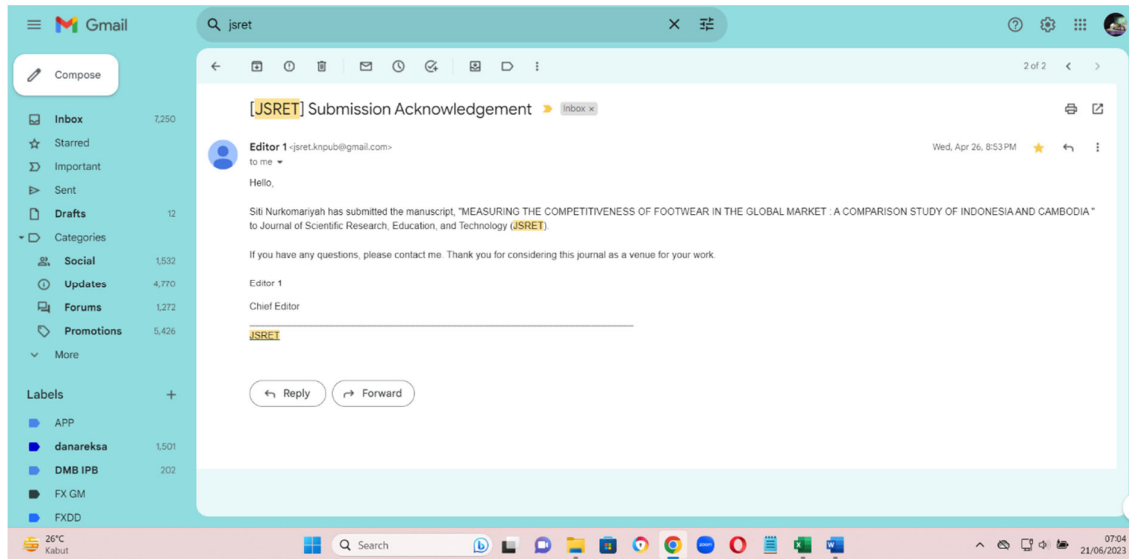 Gmail
jsret
Compose
2 of 2
Inbox 7,250
Starred
Important
Sent
Drafts 12
Categories
Social 1,532
Updates 4,770
Forums 1,272
Promotions 5,426
More
Labels
APP
danareksa 1,501
DMB IPB 202
FX GM
FXDD
[JSRET] Submission Acknowledgement Inbox ×
Editor 1 <jsret.knpub@gmail.com> Wed, Apr 26, 8:53 PM
to me
Hello,
Siti Nurkomariyah has submitted the manuscript, "MEASURING THE COMPETITIVENESS OF FOOTWEAR IN THE GLOBAL MARKET : A COMPARISON STUDY OF INDONESIA AND CAMBODIA "
to Journal of Scientific Research, Education, and Technology (JSRET).
If you have any questions, please contact me. Thank you for considering this journal as a venue for your work.
Editor 1
Chief Editor
JSRET
Reply Forward
26°C
Kabut
Search
zoom
07:04
21/06/2023